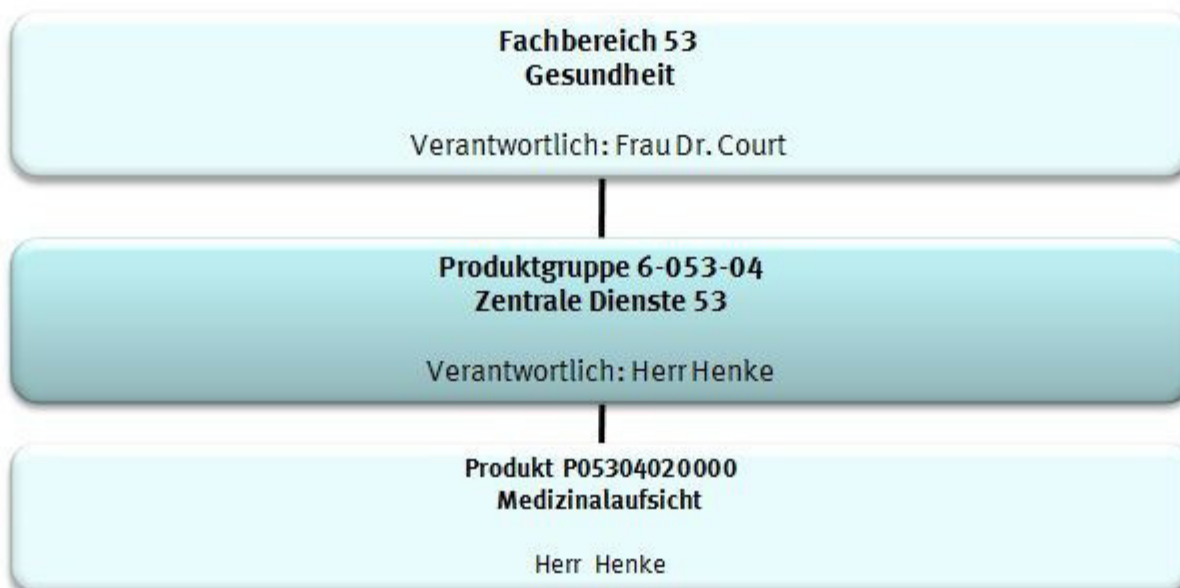 Fachbereich 53
Gesundheit
Verantwortlich: Frau Dr. Court
Produktgruppe 6-053-04
Zentrale Dienste 53
Verantwortlich: Herr Henke
Produkt P05304020000
Medizinalaufsicht
Herr Henke